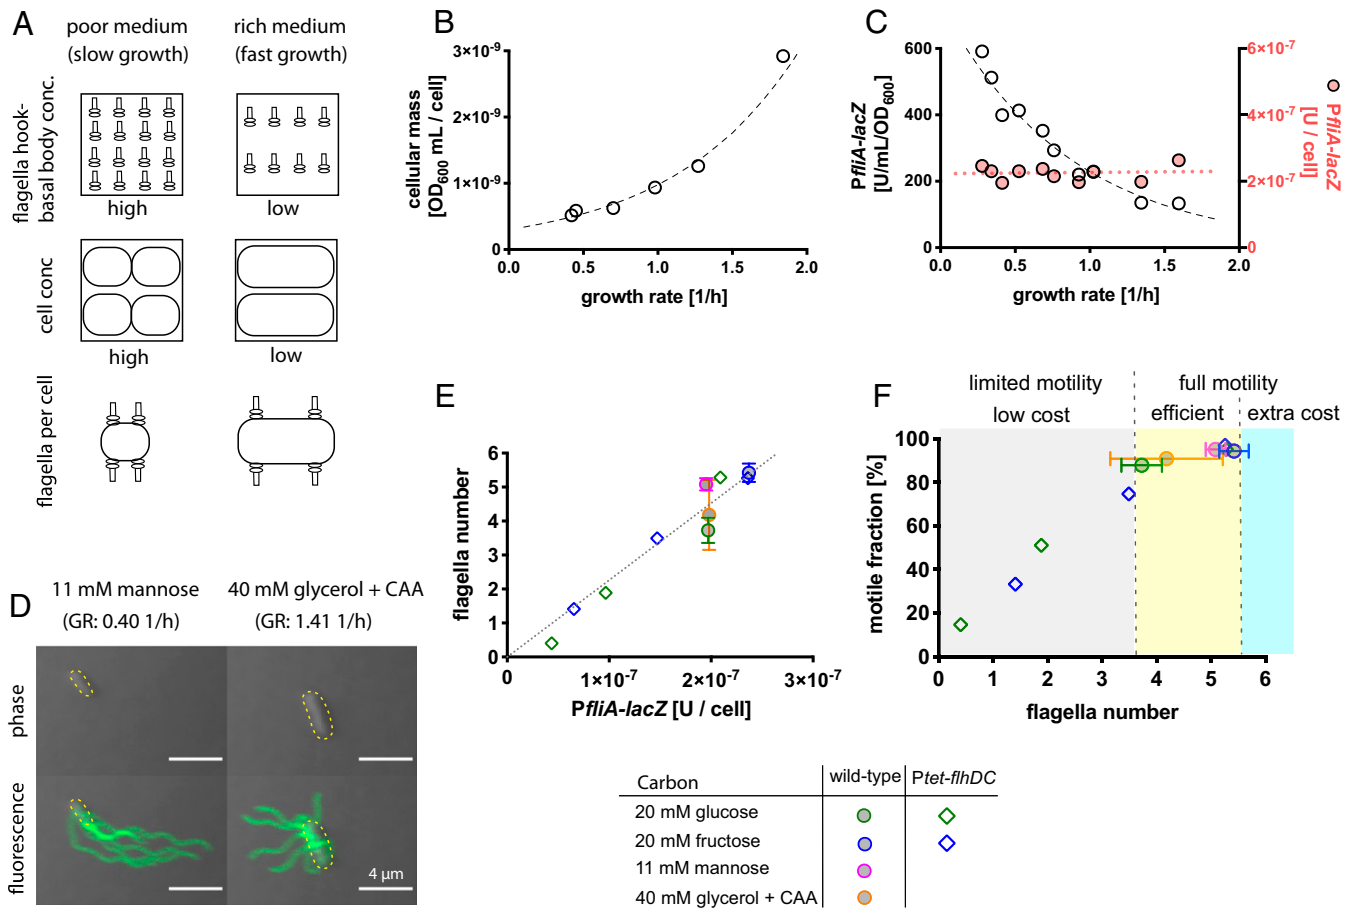 A
poor medium
(slow growth)
rich medium
(fast growth)
flagella hook-
basal body conc.
high
low
cell conc
high
low
flagella per cell
B
cellular mass
[OD600 mL / cell]
3×10-9
2×10-9
1×10-9
0
0.0
0.5
1.0
1.5
2.0
growth rate [1/h]
C
PfliA-lacZ
[U/mL/OD600]
600
400
200
0
0.0
0.5
1.0
1.5
2.0
growth rate [1/h]
6×10-7
4×10-7
2×10-7
0
PfliA-lacZ
[U / cell]
D
11 mM mannose
(GR: 0.40 1/h)
40 mM glycerol + CAA
(GR: 1.41 1/h)
phase
fluorescence
4 μm
E
flagella number
6
5
4
3
2
1
0
0
1×10-7
2×10-7
3×10-7
PfliA-lacZ [U / cell]
F
limited motility
low cost
full motility
efficient
extra cost
motile fraction [%]
100
80
60
40
20
0
0
1
2
3
4
5
6
flagella number
Carbon
wild-type
Ptet-flhDC
20 mM glucose
20 mM fructose
11 mM mannose
40 mM glycerol + CAA